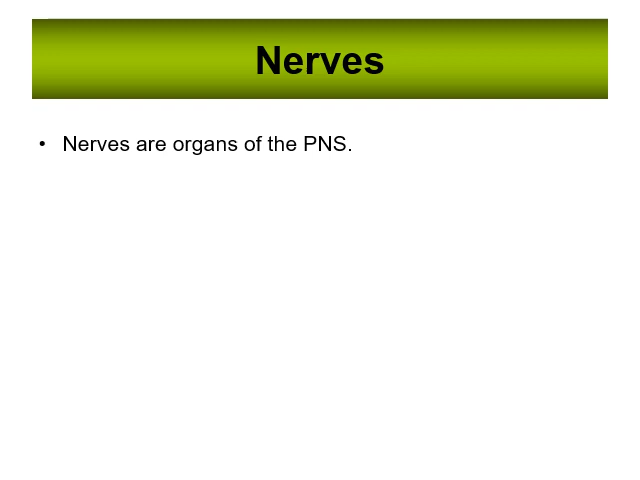 Nerves
• Nerves are organs of the PNS.